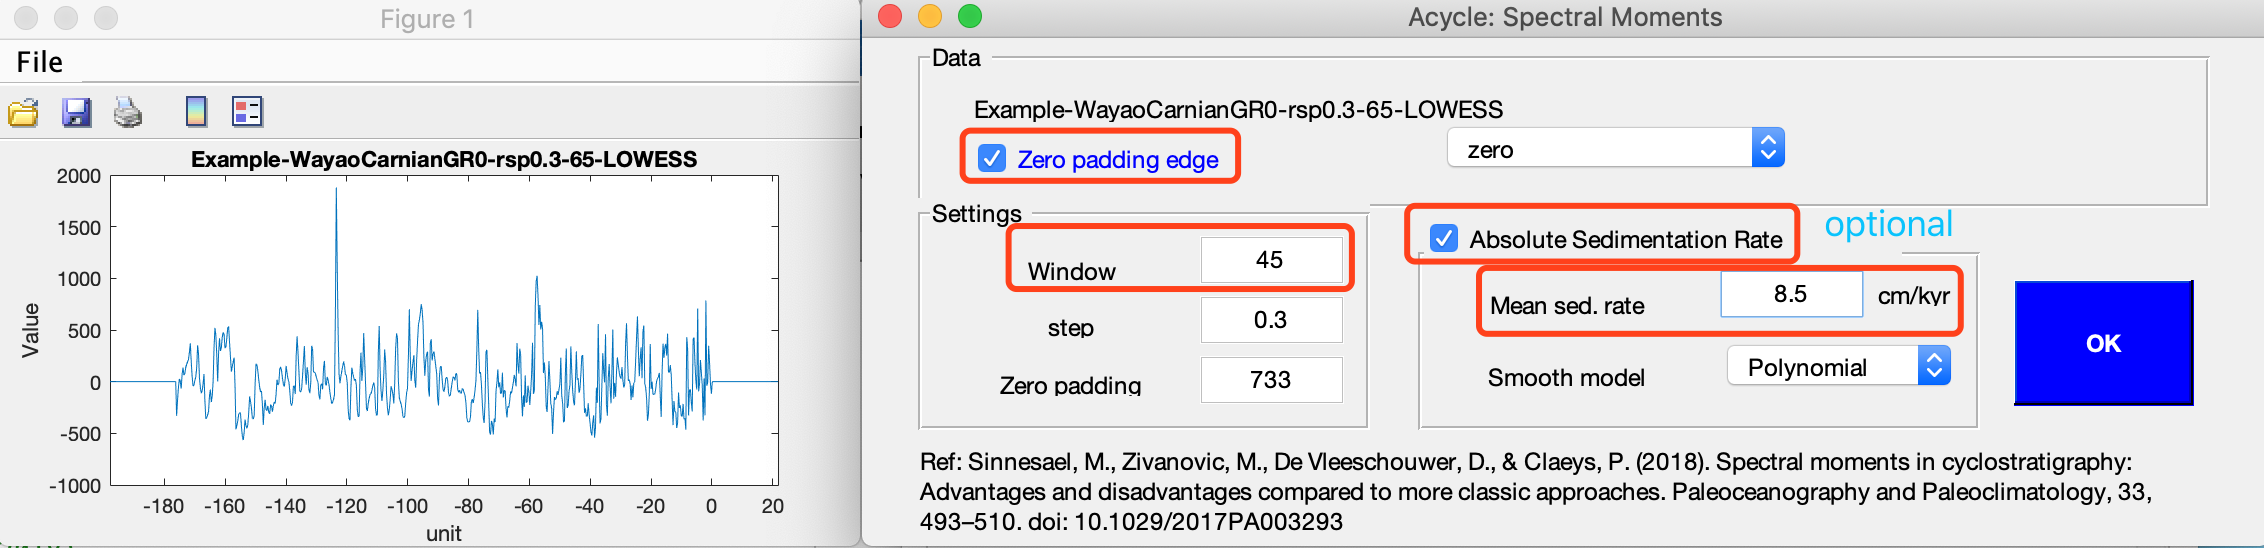 Figure 1
File
Example-WayaoCarnianGR0-rsp0.3-65-LOWESS
2000
1500
1000
500
0
-500
-1000
Value
-180 -160 -140 -120 -100 -80 -60 -40 -20 0 20
unit
Acycle: Spectral Moments
Data
Example-WayaoCarnianGR0-rsp0.3-65-LOWESS
Zero padding edge
zero
Settings
Window 45
step 0.3
Zero padding 733
Absolute Sedimentation Rate
optional
Mean sed. rate 8.5 cm/kyr
Smooth model Polynomial
OK
Ref: Sinnesael, M., Zivanovic, M., De Vleeschouwer, D., & Claeys, P. (2018). Spectral moments in cyclostratigraphy:
Advantages and disadvantages compared to more classic approaches. Paleoceanography and Paleoclimatology, 33,
493–510. doi: 10.1029/2017PA003293